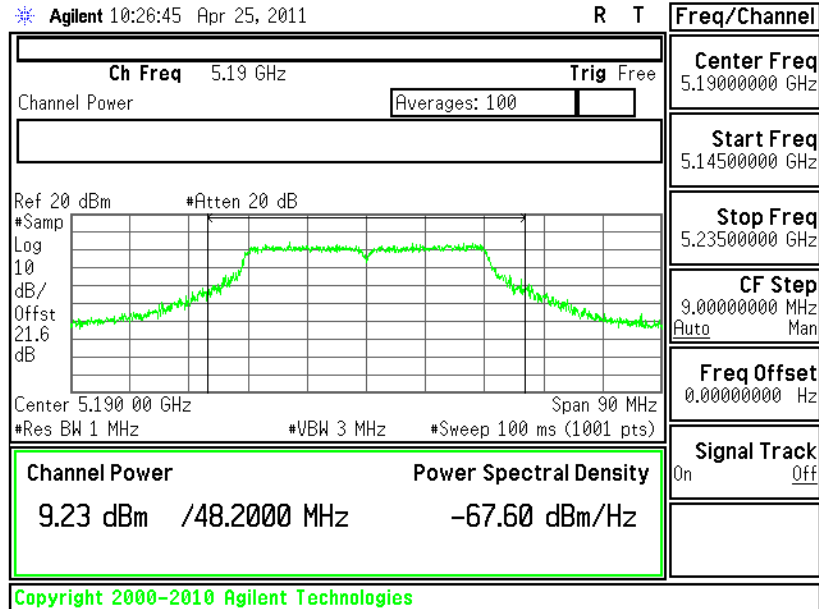 Agilent 10:26:45 Apr 25, 2011 R T
Ch Freq 5.19 GHz Trig Free
Channel Power Averages: 100
Ref 20 dBm #Atten 20 dB
#Samp
Log
10
dB/
Offst
21.6
dB
Center 5.190 00 GHz Span 90 MHz
#Res BW 1 MHz #VBW 3 MHz #Sweep 100 ms (1001 pts)
Channel Power Power Spectral Density
9.23 dBm /48.2000 MHz -67.60 dBm/Hz
Copyright 2000-2010 Agilent Technologies
Freq/Channel
Center Freq
5.19000000 GHz
Start Freq
5.14500000 GHz
Stop Freq
5.23500000 GHz
CF Step
9.00000000 MHz
Auto Man
Freq Offset
0.00000000 Hz
Signal Track
On Off